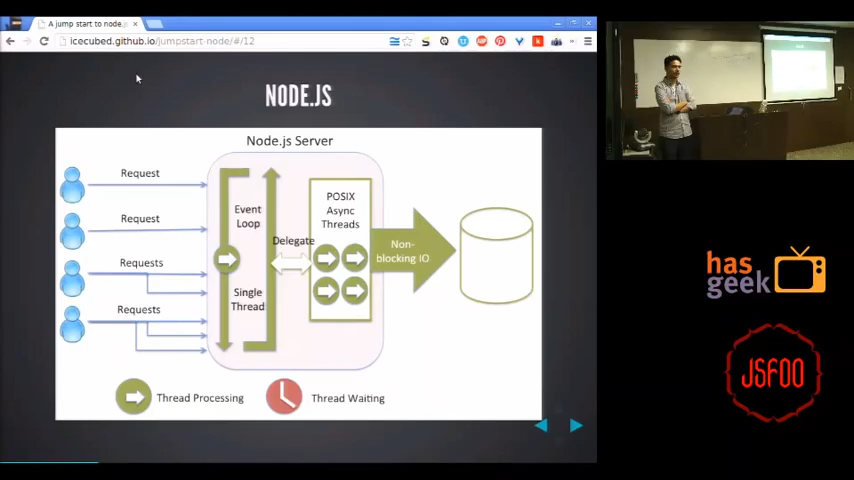 A jump start to node.
icecubed.github.io/jumpstart-node/#/12
NODE.JS
Node.js Server
Request
Request
Requests
Requests
Event
Loop
Single
Thread
Delegate
POSIX
Async
Threads
Non-
blocking IO
Thread Processing
Thread Waiting
has
geek
JSFOO